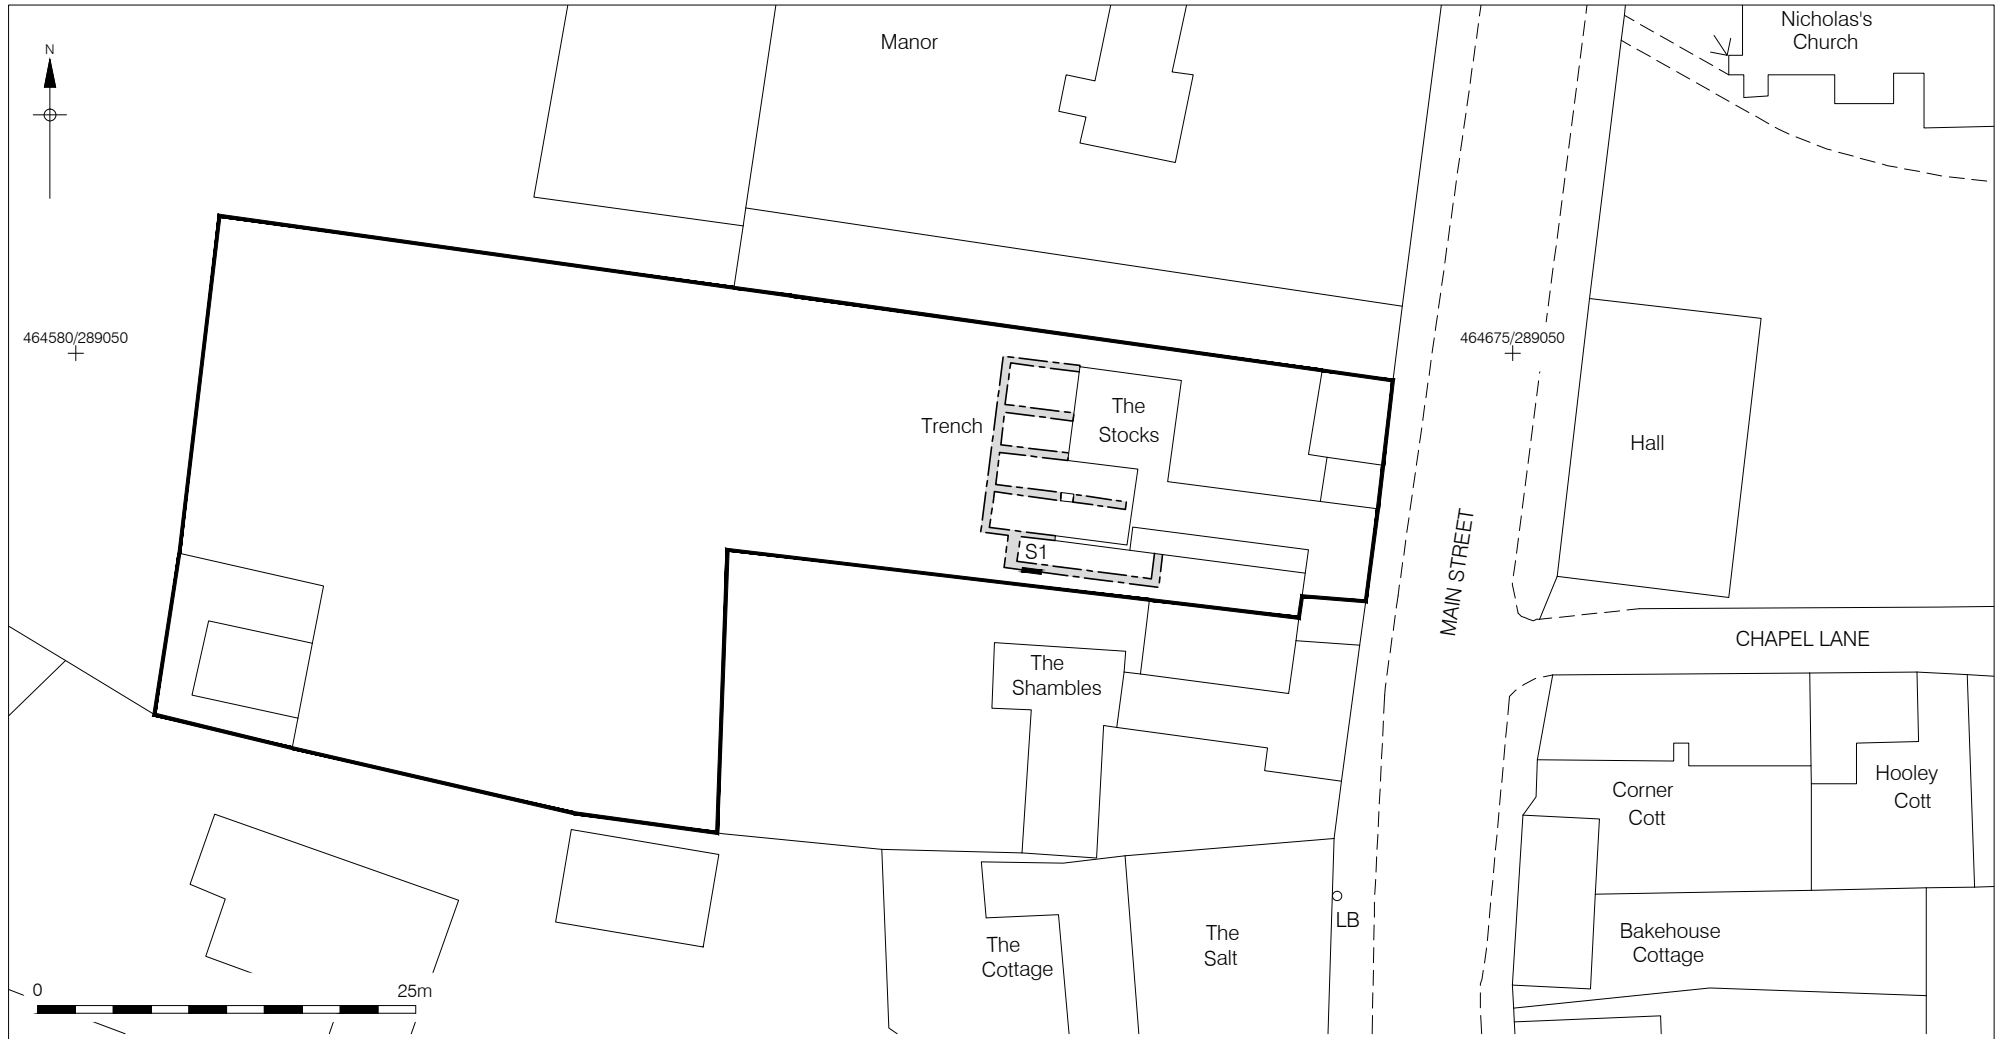 N
Manor
Nicholas's
Church
464580/289050
464675/289050
Trench
The
Stocks
Hall
S1
MAIN STREET
CHAPEL LANE
The
Shambles
Corner
Cott
Hooley
Cott
LB
The
Cottage
The
Salt
Bakehouse
Cottage
0
25m